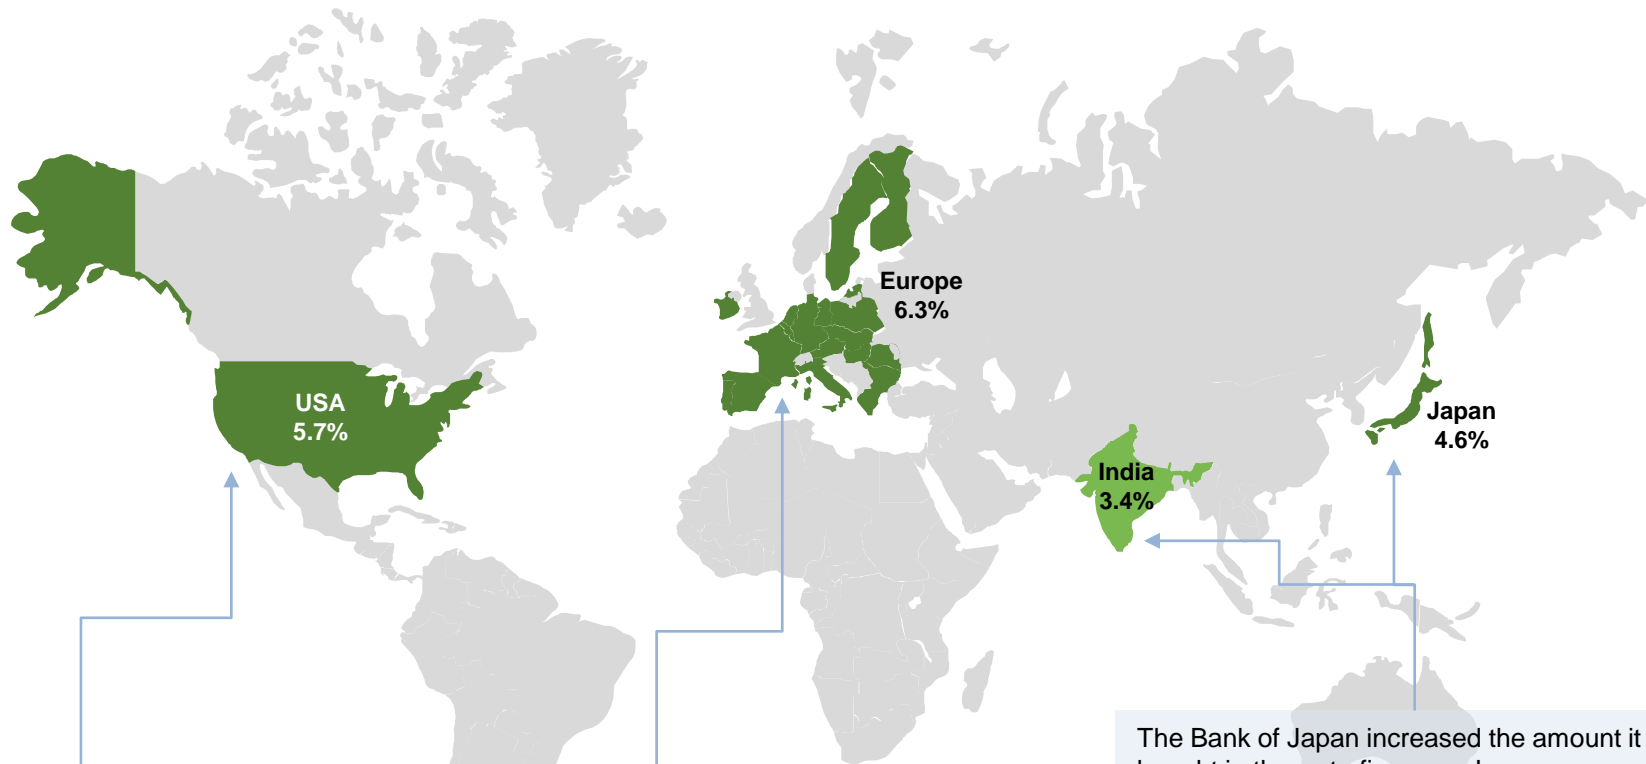 Europe
6.3%
USA
5.7%
Japan
4.6%
India
3.4%
The Bank of Japan increased the amount it